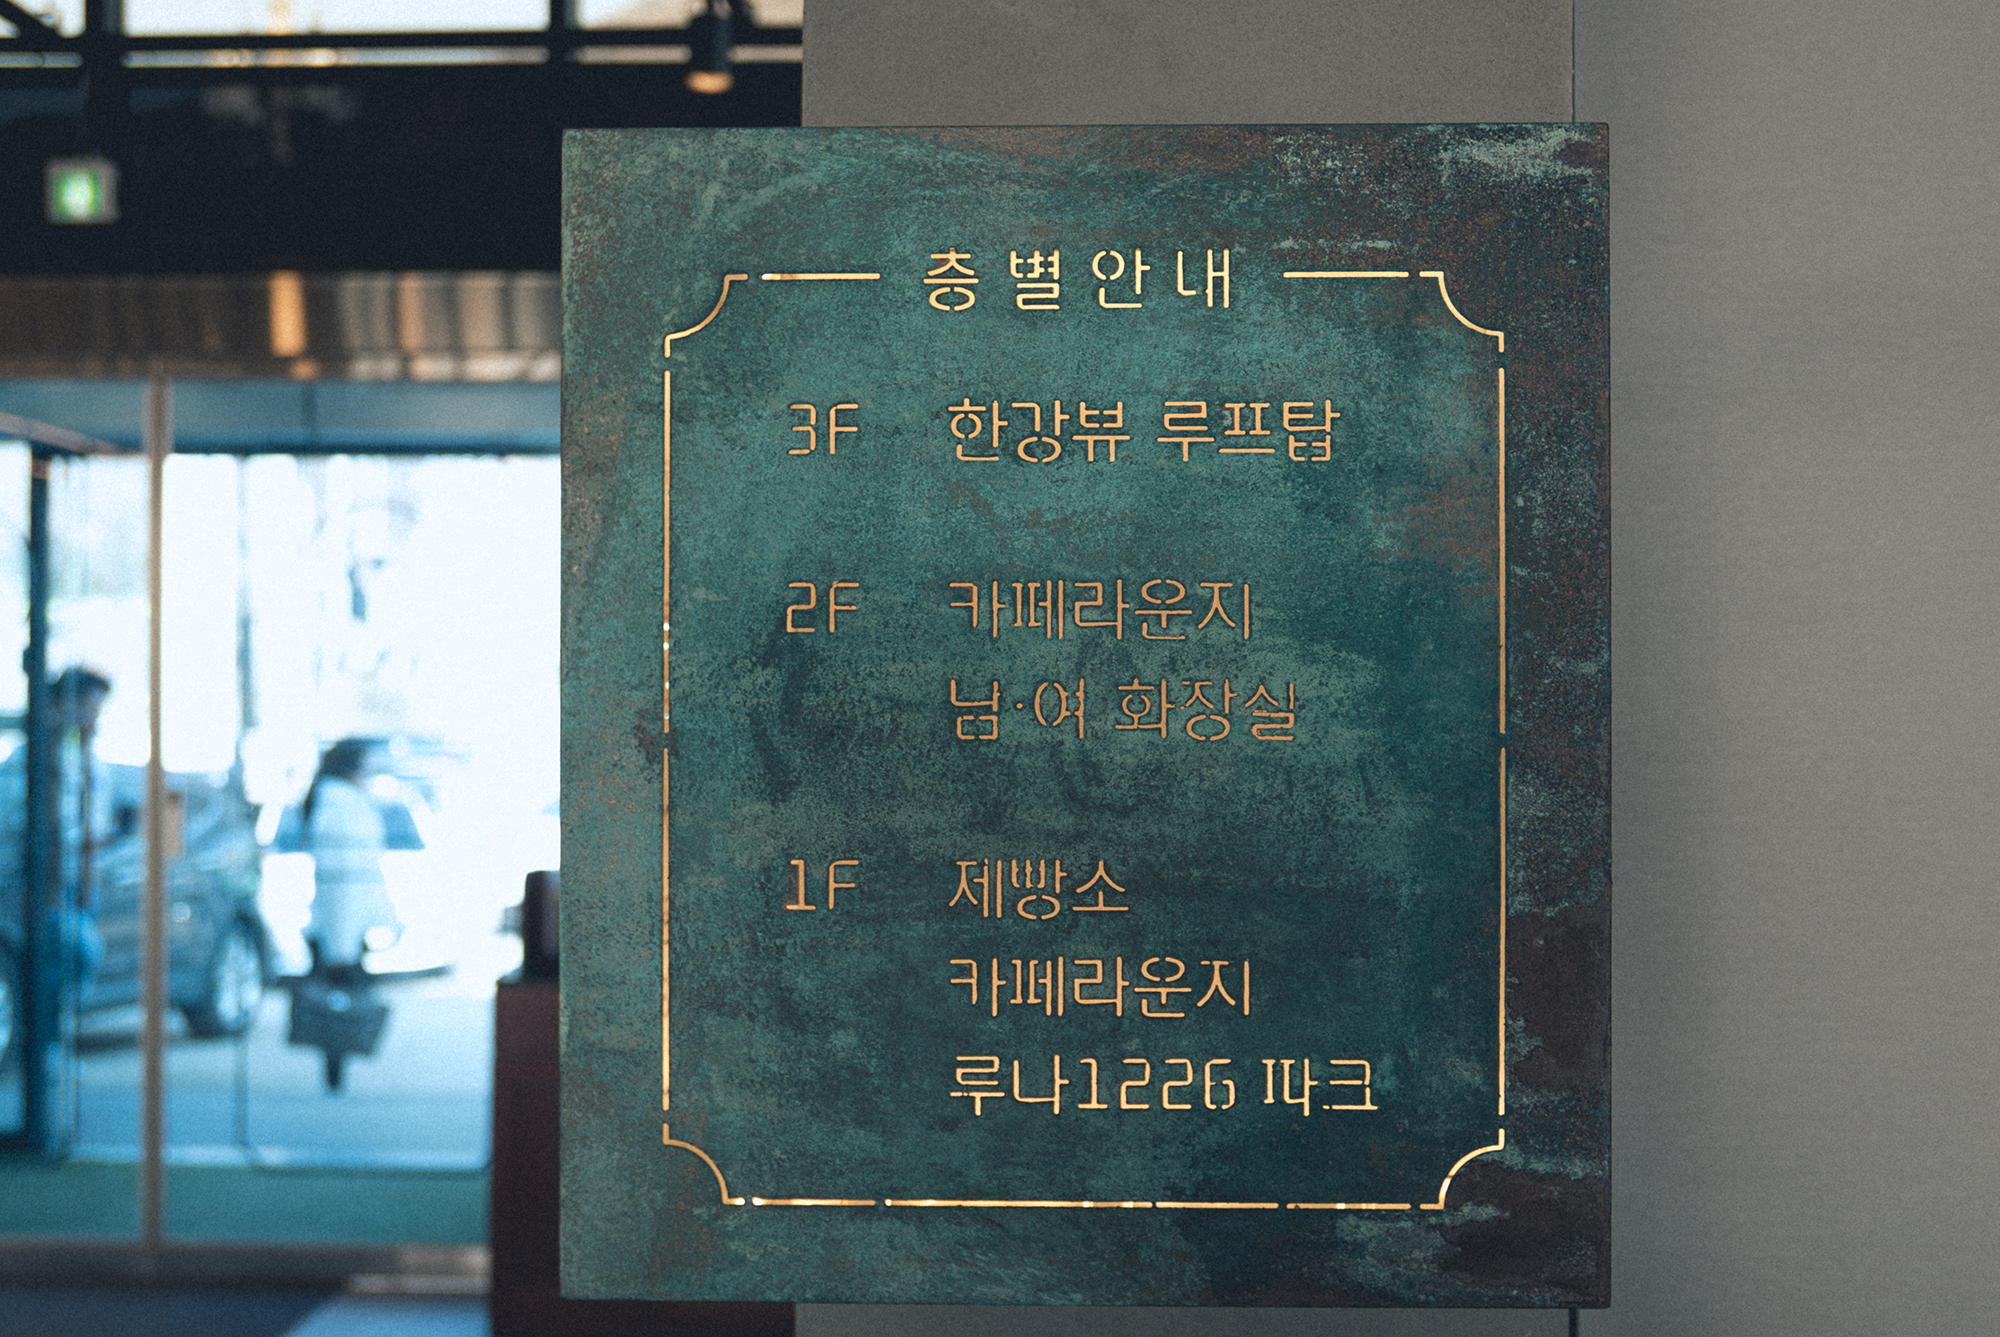 층별안내
3F 한강뷰 루프탑
2F 카페라운지
남·여 화장실
1F 제빵소
카페라운지
루나1226 파크